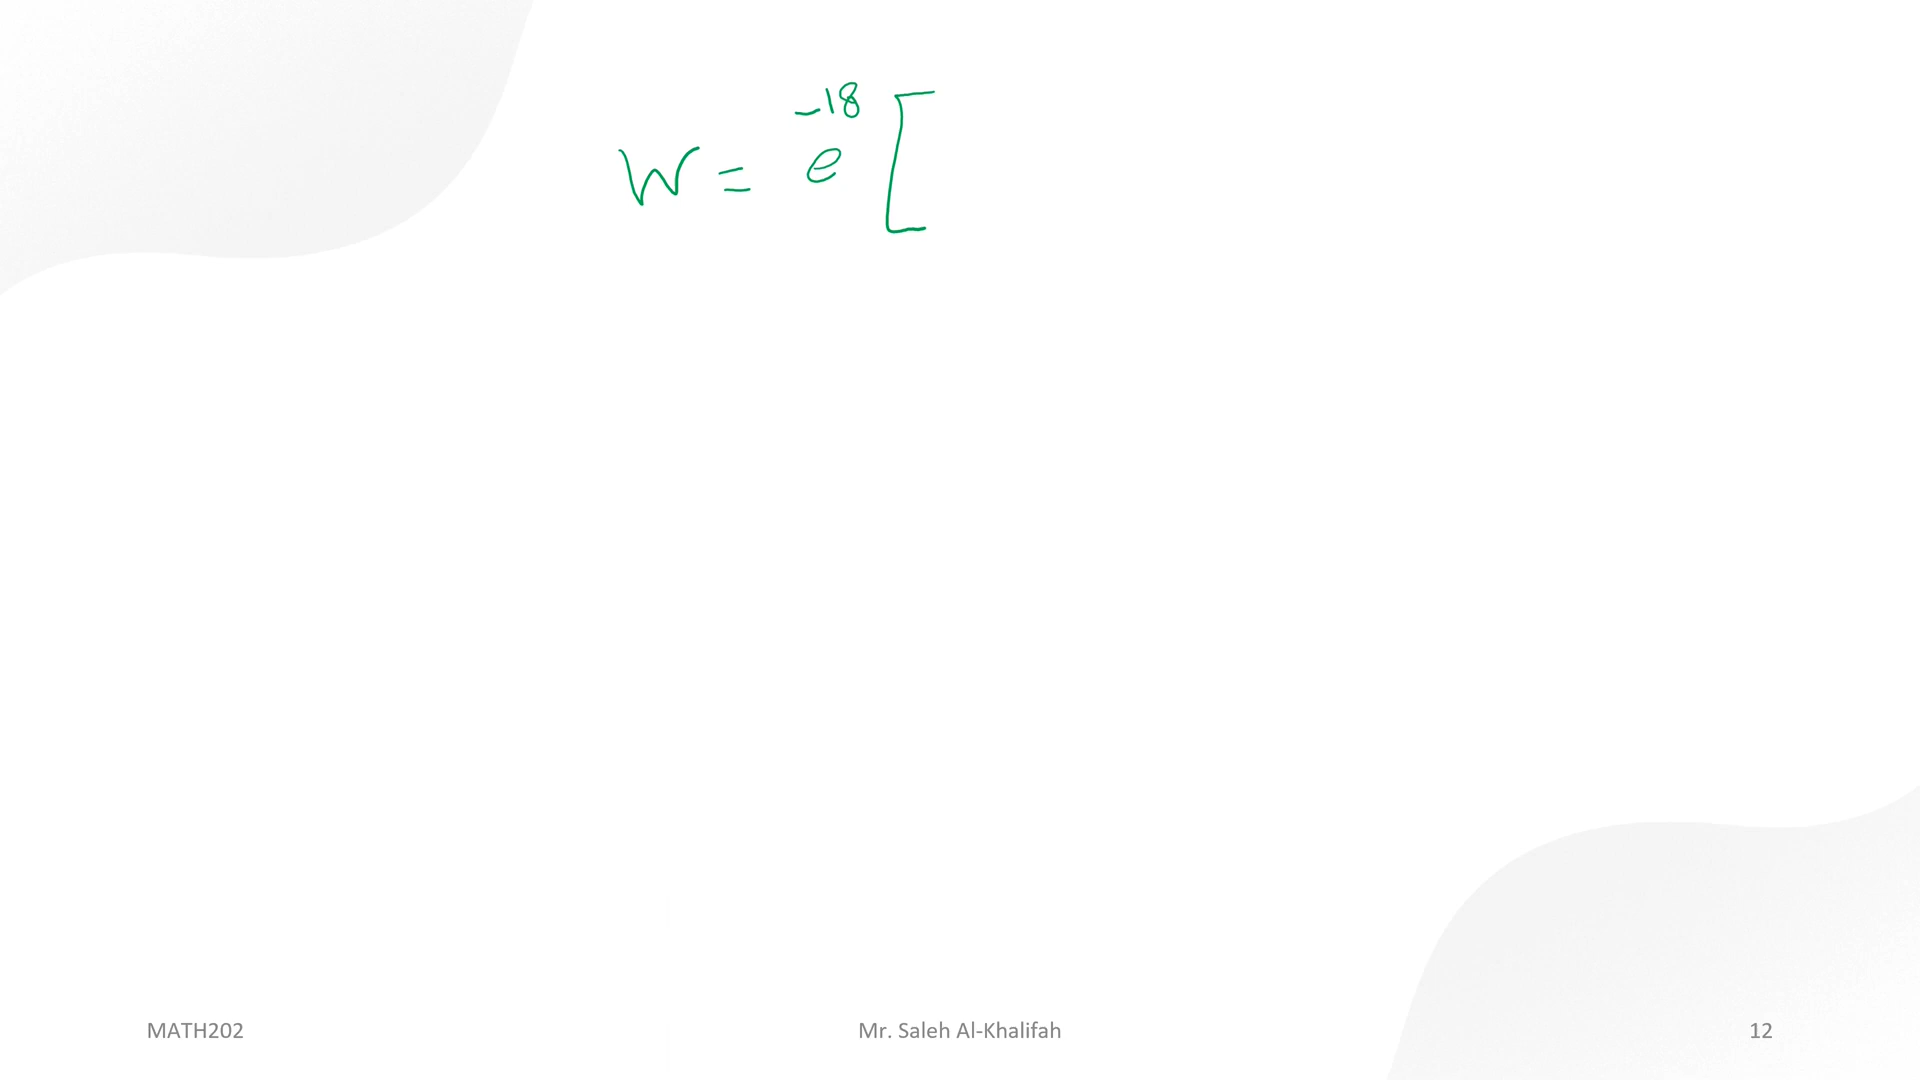 W = e^{-18} [
MATH202 Mr. Saleh Al-Khalifah 12